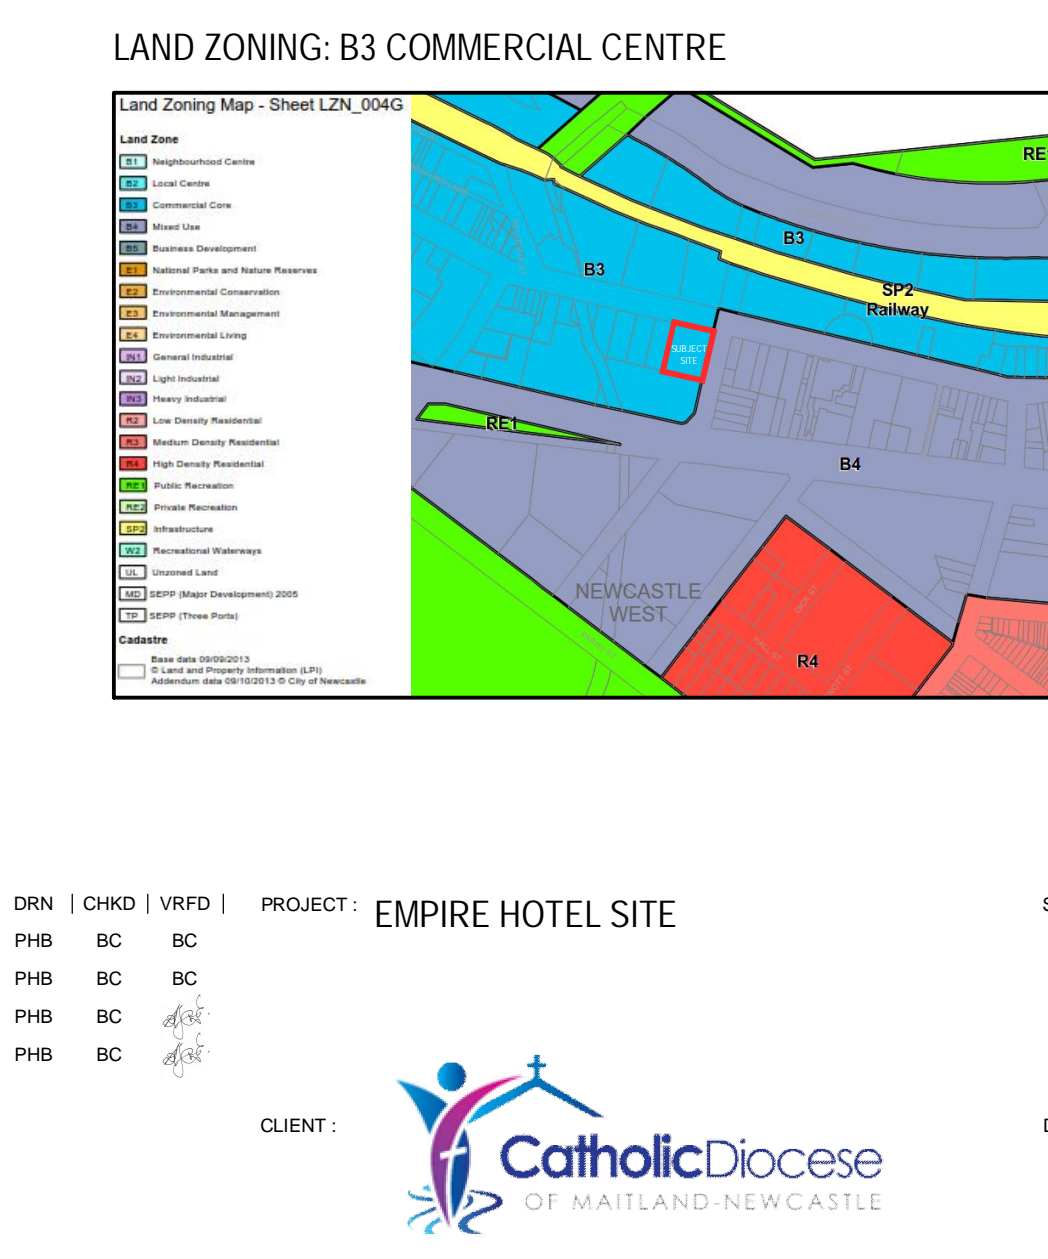 LAND ZONING: B3 COMMERCIAL CENTRE
Land Zoning Map - Sheet LZN_004G
Land Zone
B1 Neighbourhood Centre
B2 Local Centre
B3 Commercial Core
B4 Mixed Use
B5 Business Development
E1 National Parks and Nature Reserves
E2 Environmental Conservation
E3 Environmental Management
E4 Environmental Living
IN1 General Industrial
IN2 Light Industrial
IN3 Heavy Industrial
R2 Low Density Residential
R3 Medium Density Residential
R4 High Density Residential
RE1 Public Recreation
RE2 Private Recreation
SP2 Infrastructure
W2 Recreational Waterways
UL Unzoned Land
MD SEPP (Major Development) 2005
TP SEPP (Three Ports)
Cadastre
Base data 09/09/2013
© Land and Property Information (LPI)
Addendum data 09/10/2013 © City of Newcastle
RE
B3
B3
SP2
Railway
SUBJECT
SITE
RE1
B4
NEWCASTLE
WEST
DICK ST
HALL ST
PARRY ST
R4
DRN | CHKD | VRFD |
PROJECT : EMPIRE HOTEL SITE
PHB BC BC
PHB BC BC
PHB BC
PHB BC
CLIENT :
CatholicDiocese
OF MAITLAND-NEWCASTLE